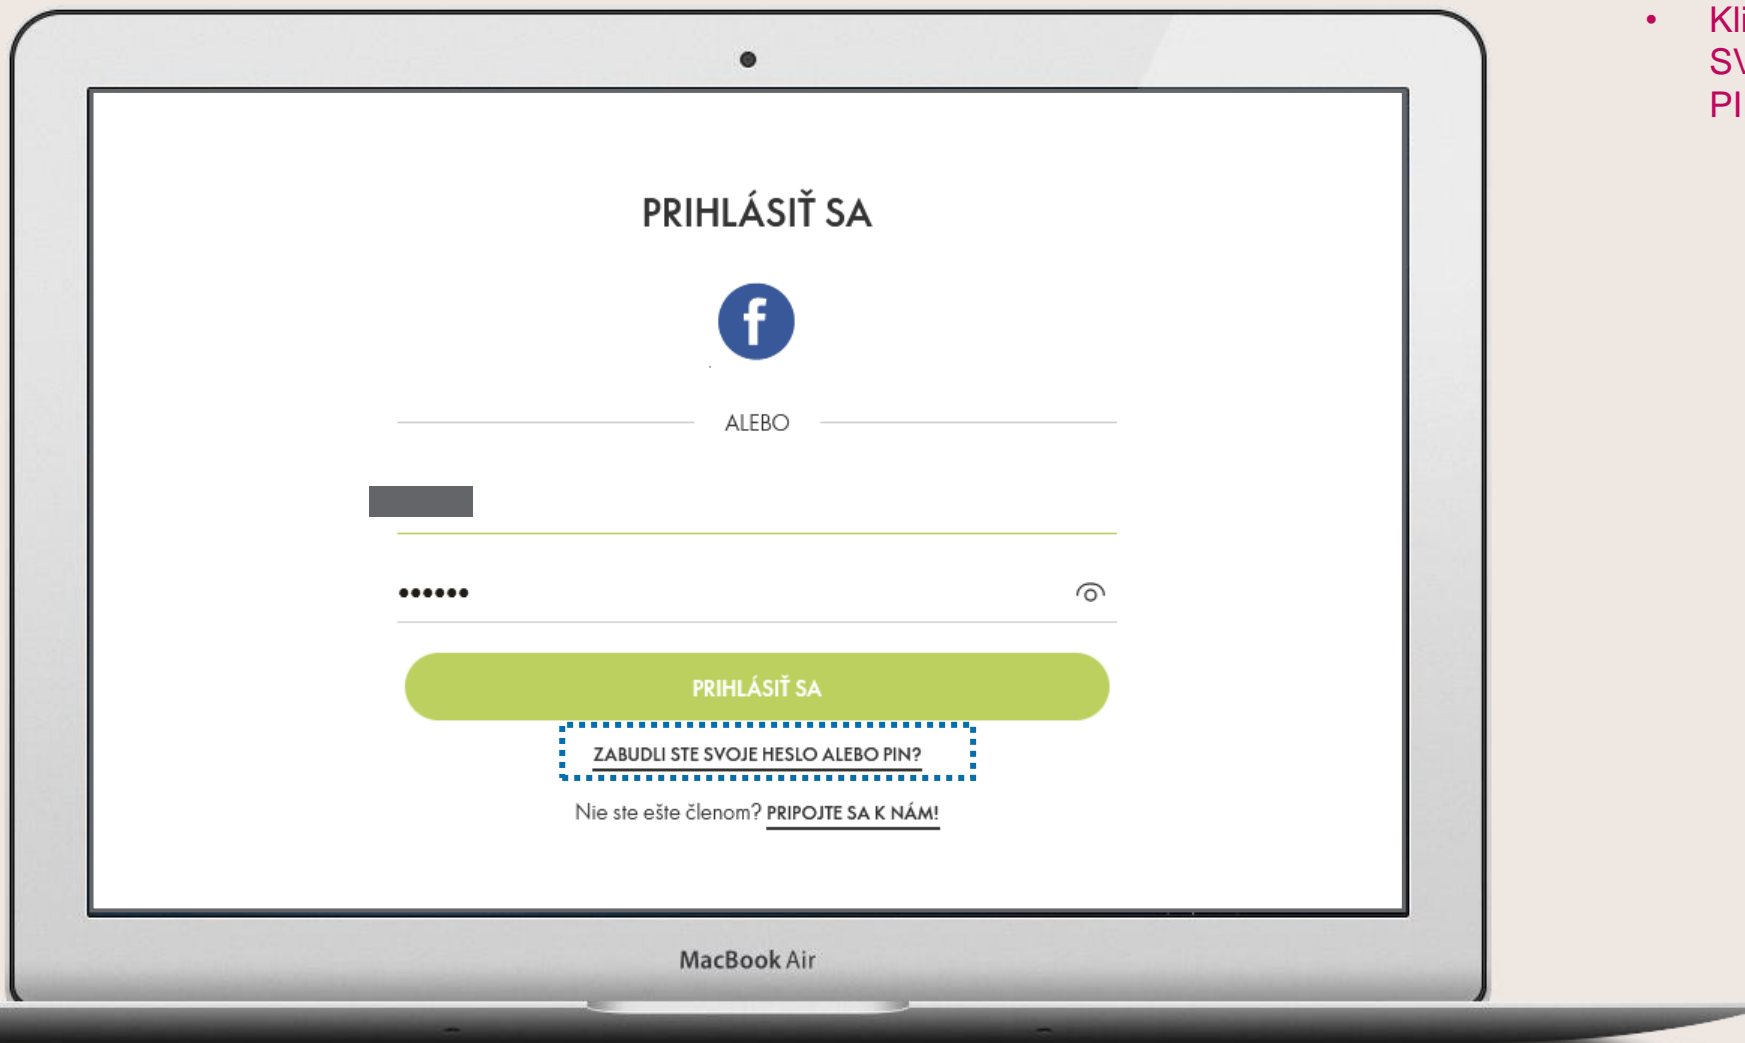 PRIHLÁSIŤ SA
f
ALEBO
••••••
PRIHLÁSIŤ SA
ZABUDLI STE SVOJE HESLO ALEBO PIN?
Nie ste ešte členom? PRIPOJTE SA K NÁM!
MacBook Air